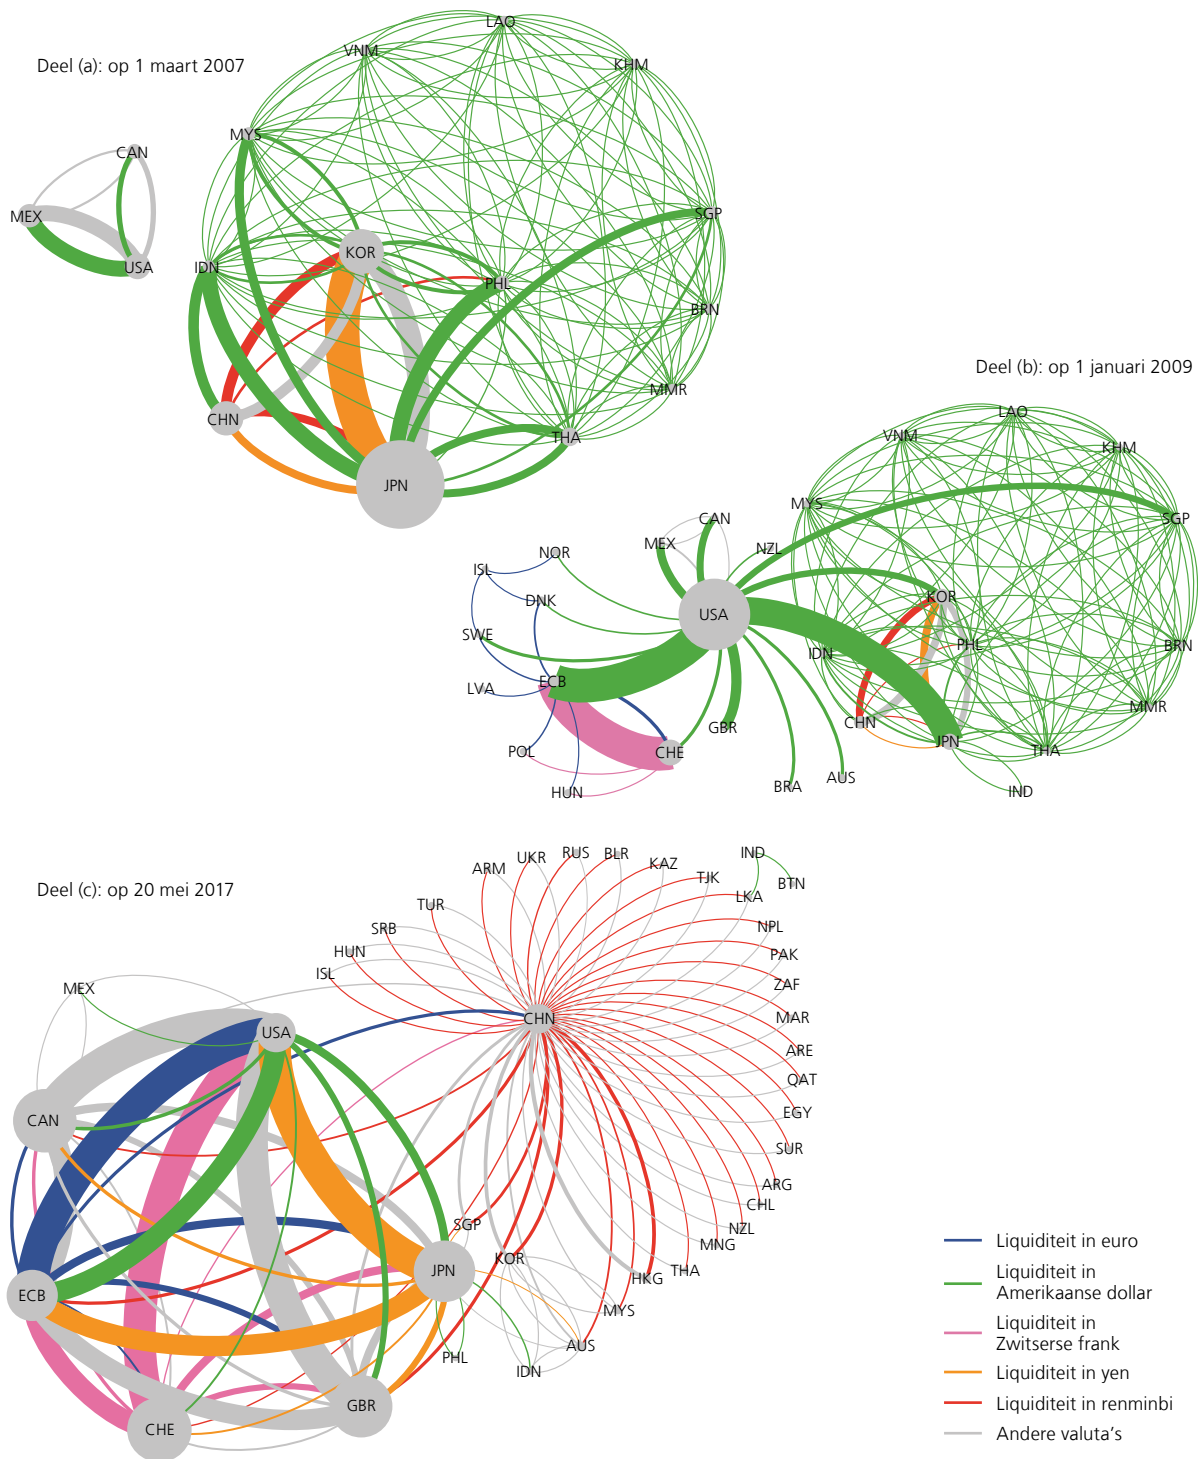 Deel (a): op 1 maart 2007
LAO
VNM
KHM
MYS
CAN
MEX
USA
SGP
KOR
IDN
PHL
BRN
MMR
CHN
THA
JPN
Deel (b): op 1 januari 2009
LAO
VNM
KHM
MYS
SGP
CAN
MEX
NZL
NOR
ISL
DNK
KOR
USA
SWE
PHL
IDN
BRN
ECB
LVA
MMR
GBR
CHN
JPN
POL
CHE
THA
AUS
BRA
HUN
IND
Deel (c): op 20 mei 2017
ARM
UKR
RUS
BLR
KAZ
TJK
IND
BTN
LKA
TUR
SRB
NPL
HUN
PAK
ISL
ZAF
MEX
CHN
MAR
USA
ARE
QAT
CAN
EGY
SUR
ARG
CHL
SGP
NZL
MNG
KOR
JPN
HKG
THA
ECB
MYS
AUS
PHL
IDN
GBR
CHE
Liquiditeit in euro
Liquiditeit in
Amerikaanse dollar
Liquiditeit in
Zwitserse frank
Liquiditeit in yen
Liquiditeit in renminbi
Andere valuta's